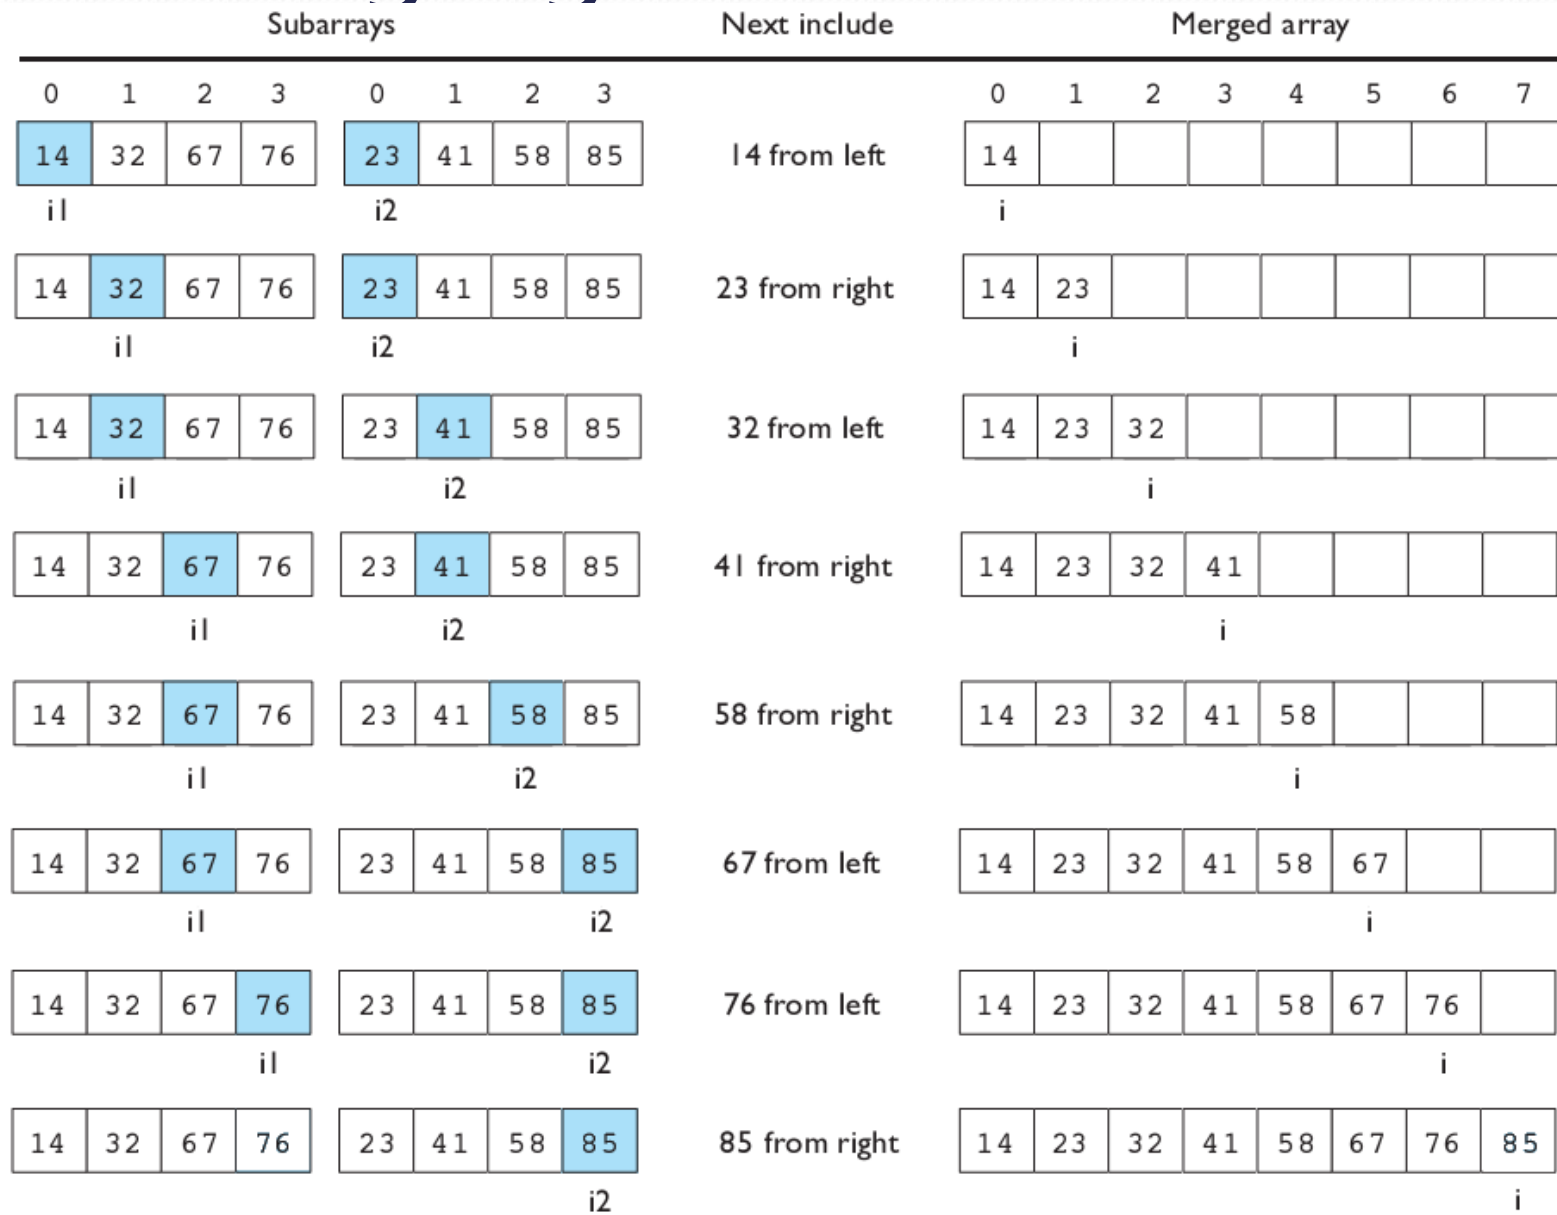 Subarrays Next include Merged array
0 1 2 3 0 1 2 3 0 1 2 3 4 5 6 7
14 32 67 76 23 41 58 85 14 from left 14
i1 i2 i
14 32 67 76 23 41 58 85 23 from right 14 23
i1 i2 i
14 32 67 76 23 41 58 85 32 from left 14 23 32
i1 i2 i
14 32 67 76 23 41 58 85 41 from right 14 23 32 41
i1 i2 i
14 32 67 76 23 41 58 85 58 from right 14 23 32 41 58
i1 i2 i
14 32 67 76 23 41 58 85 67 from left 14 23 32 41 58 67
i1 i2 i
14 32 67 76 23 41 58 85 76 from left 14 23 32 41 58 67 76
i1 i2 i
14 32 67 76 23 41 58 85 85 from right 14 23 32 41 58 67 76 85
i2 i